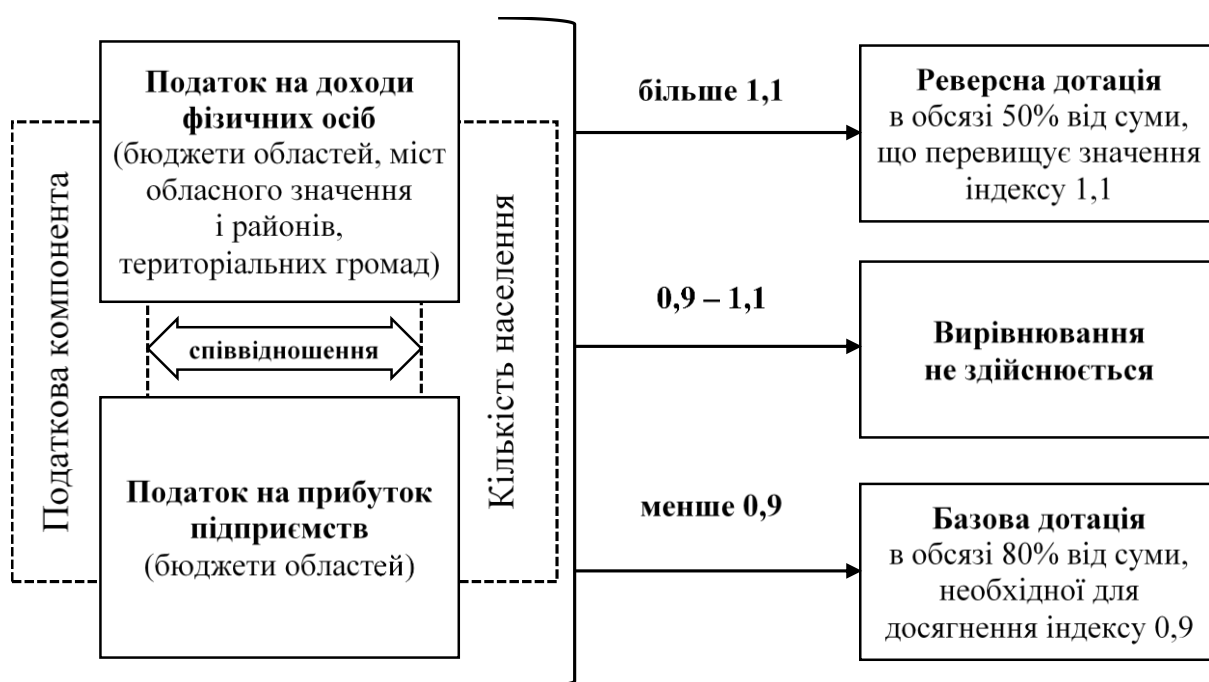 Податкова компонента
Податок на доходи
фізичних осіб
(бюджети областей, міст
обласного значення
і районів,
територіальних громад)
співвідношення
Податок на прибуток
підприємств
(бюджети областей)
Кількість населення
більше 1,1
Реверсна дотація
в обсязі 50% від суми,
що перевищує значення
індексу 1,1
0,9 – 1,1
Вирівнювання
не здійснюється
менше 0,9
Базова дотація
в обсязі 80% від суми,
необхідної для
досягнення індексу 0,9